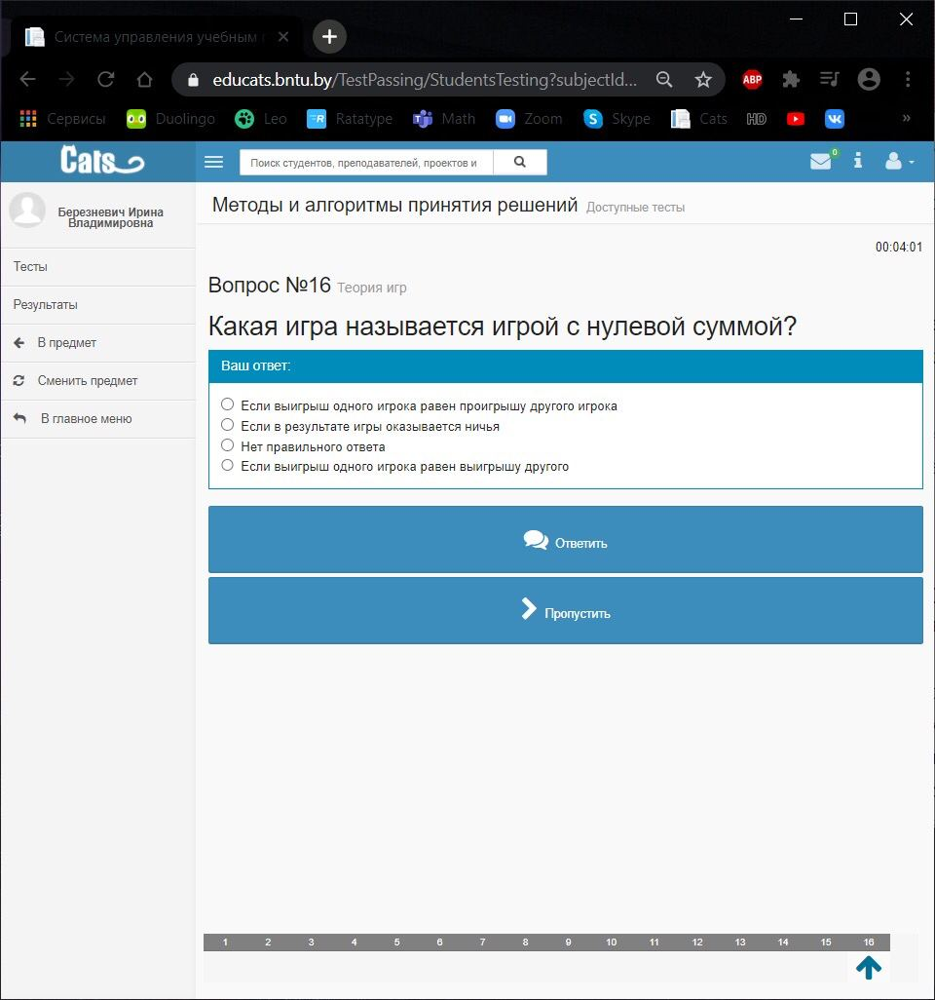 Система управления учебным
educats.bntu.by/TestPassing/StudentsTesting?subjectId...
ABP
Сервисы Duolingo Leo Ratatype Math Zoom Skype Cats HD »
Cats
Поиск студентов, преподавателей, проектов и
0
Березневич Ирина
Владимировна
Тесты
Результаты
В предмет
Сменить предмет
В главное меню
Методы и алгоритмы принятия решений Доступные тесты
00:04:01
Вопрос №16 Теория игр
Какая игра называется игрой с нулевой суммой?
Ваш ответ:
Если выигрыш одного игрока равен проигрышу другого игрока
Если в результате игры оказывается ничья
Нет правильного ответа
Если выигрыш одного игрока равен выигрышу другого
Ответить
Пропустить
1 2 3 4 5 6 7 8 9 10 11 12 13 14 15 16